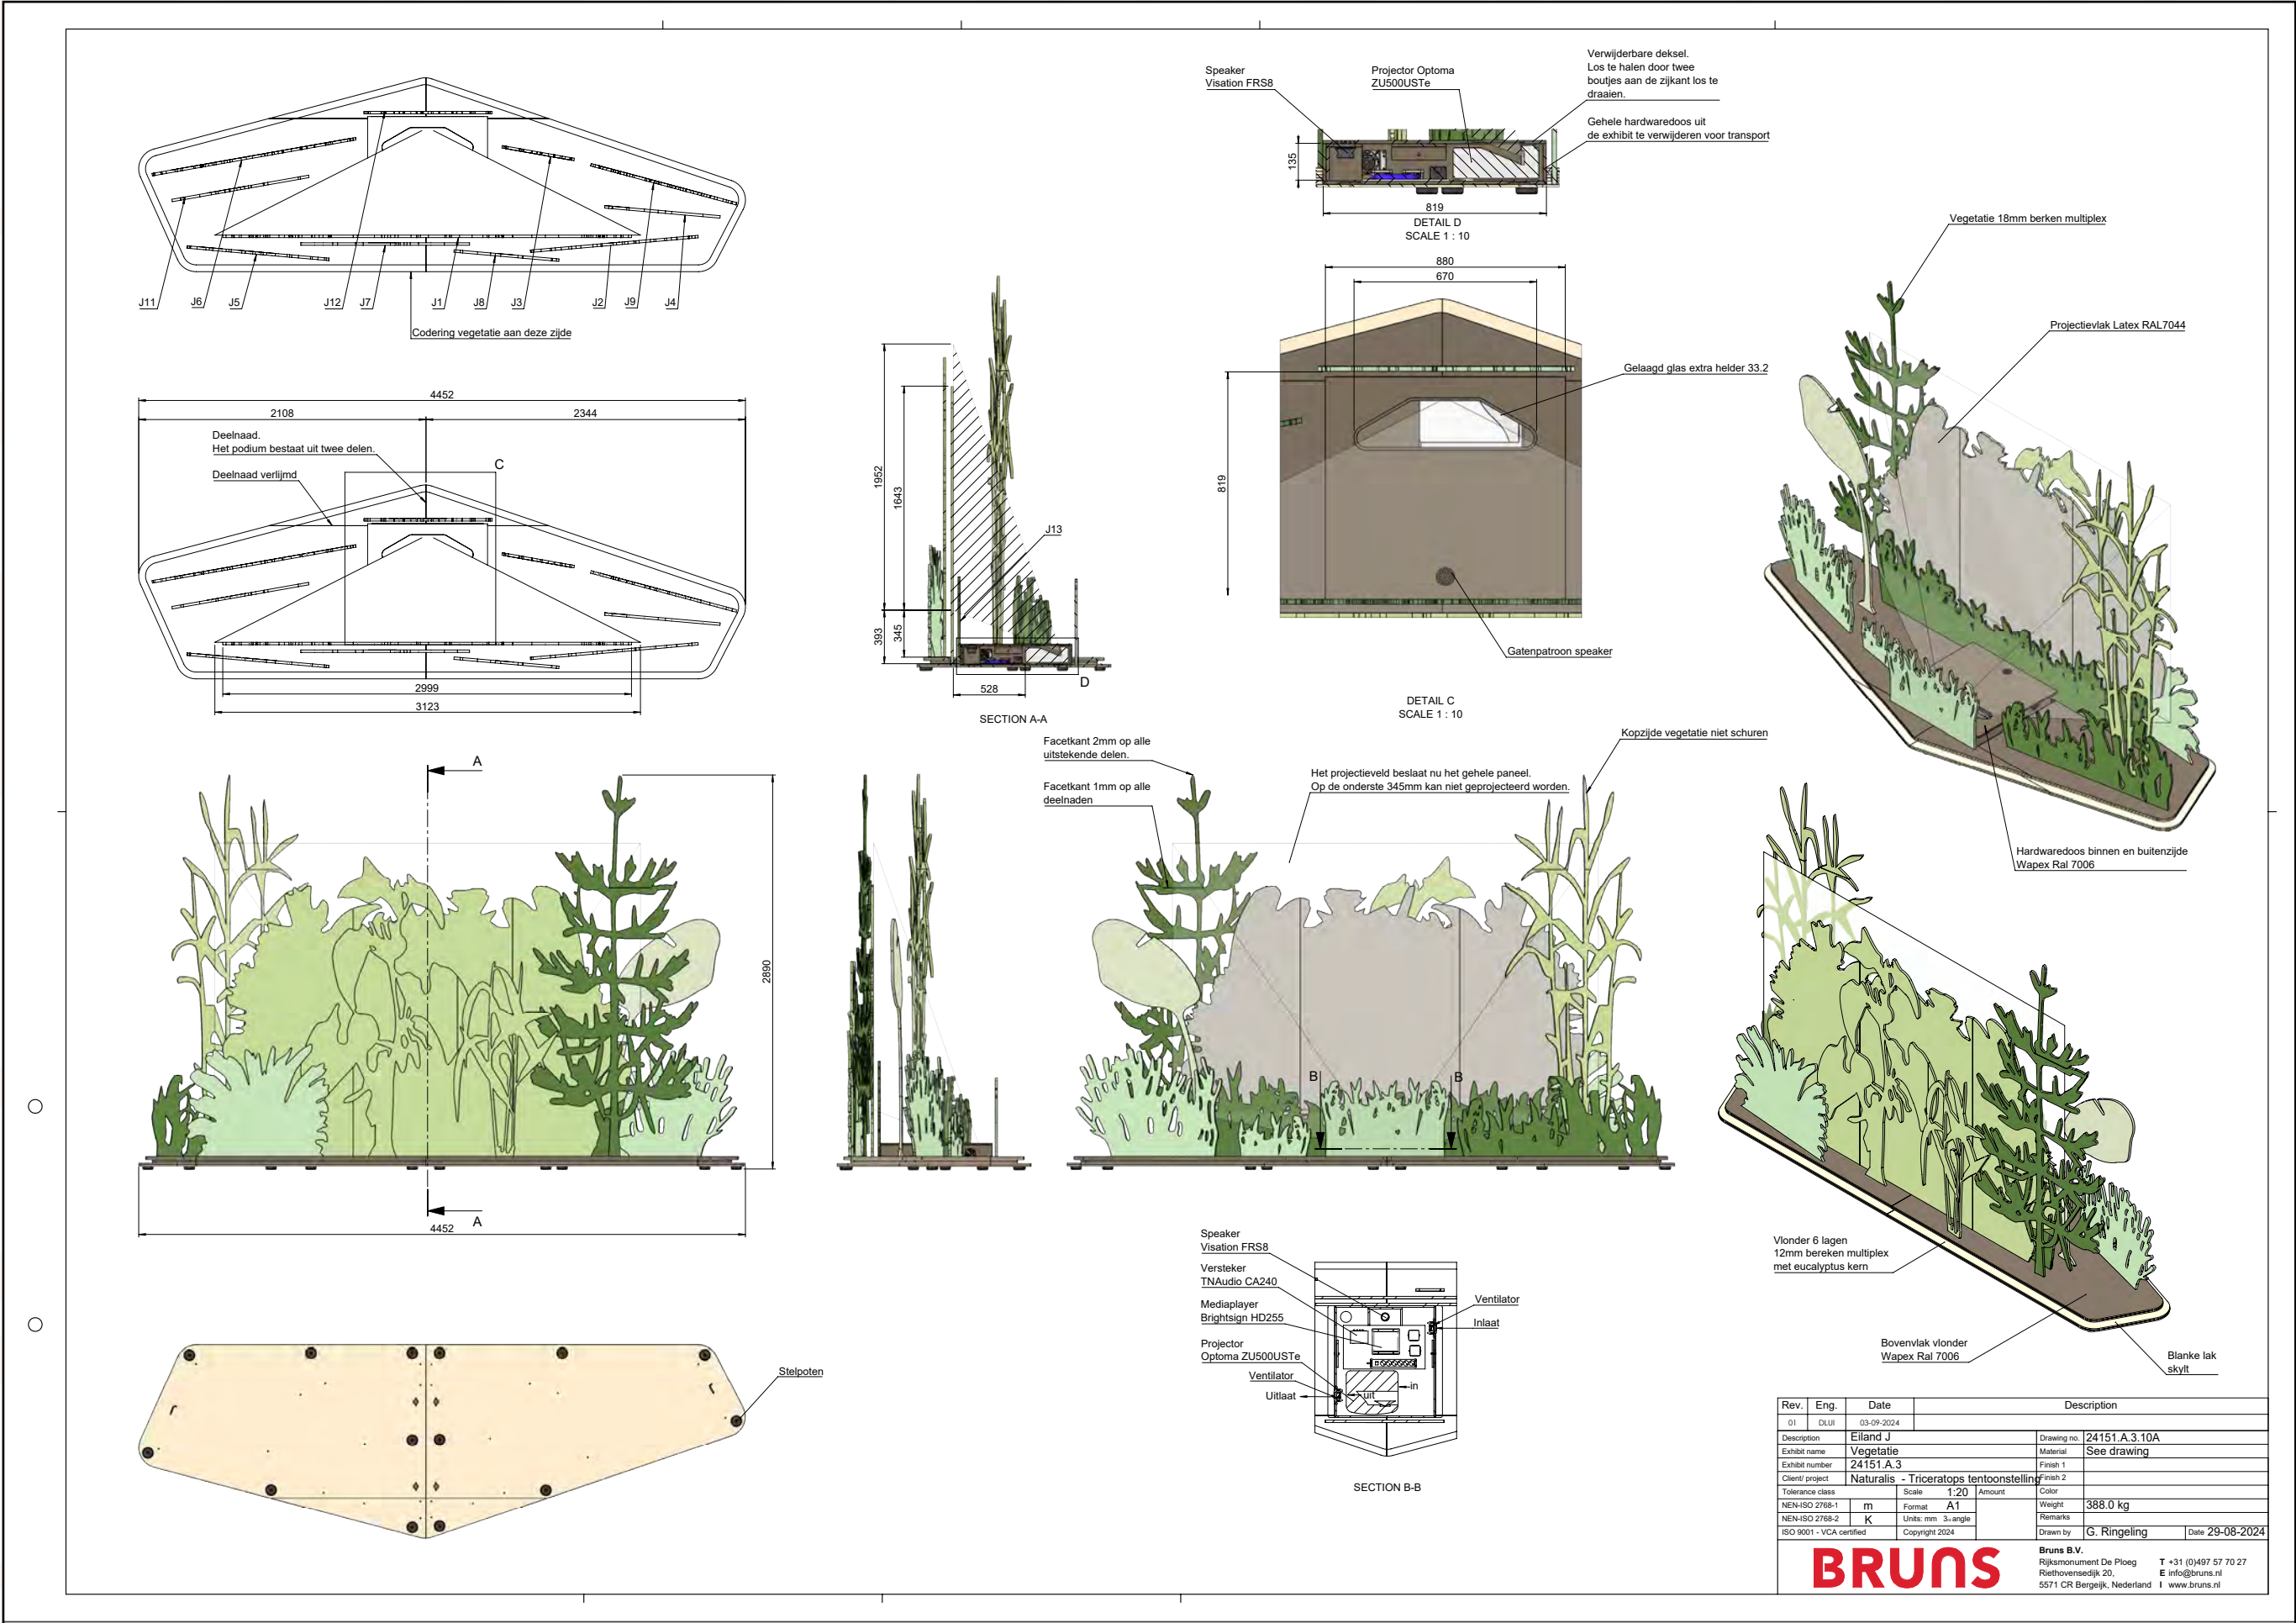 J11
J6
J5
J12
J7
J1
J8
J3
J2
J9
J4
Codering vegetatie aan deze zijde
4452
2108
2344
Deelnaad.
Het podium bestaat uit twee delen.
Deelnaad verlijmd
C
2999
3123
1952
1643
393
345
J13
528
D
SECTION A-A
Speaker
Visation FRS8
Projector Optoma
ZU500USTe
Verwijderbare deksel.
Los te halen door twee
boutjes aan de zijkant los te
draaien.
Gehele hardwaredoos uit
de exhibit te verwijderen voor transport
135
819
DETAIL D
SCALE 1 : 10
880
670
819
Gelaagd glas extra helder 33.2
Gatenpatroon speaker
DETAIL C
SCALE 1 : 10
Vegetatie 18mm berken multiplex
Projectievlak Latex RAL7044
Hardwaredoos binnen en buitenzijde
Wapex Ral 7006
A
A
2890
4452
Facetkant 2mm op alle
uitstekende delen.
Facetkant 1mm op alle
deelnaden
Het projectieveld beslaat nu het gehele paneel.
Op de onderste 345mm kan niet geprojecteerd worden.
Kopzijde vegetatie niet schuren
B
B
Vlonder 6 lagen
12mm bereken multiplex
met eucalyptus kern
Bovenvlak vlonder
Wapex Ral 7006
Blanke lak
skylt
Stelpoten
Speaker
Visation FRS8
Versteker
TNAudio CA240
Mediaplayer
Brightsign HD255
Projector
Optoma ZU500USTe
Ventilator
Uitlaat
Ventilator
Inlaat
uit
in
SECTION B-B
Rev. Eng. Date Description
01 DLUI 03-09-2024
Description Eiland J Drawing no. 24151.A.3.10A
Exhibit name Vegetatie Material See drawing
Exhibit number 24151.A.3 Finish 1
Client/ project Naturalis - Triceratops tentoonstelling Finish 2
Tolerance class Scale 1:20 Amount Color
NEN-ISO 2768-1 m Format A1 Weight 388.0 kg
NEN-ISO 2768-2 K Units: mm 3e angle Remarks
ISO 9001 - VCA certified Copyright 2024 Drawn by G. Ringeling Date 29-08-2024
BRUNS
Bruns B.V.
Rijksmonument De Ploeg T +31 (0)497 57 70 27
Riethovensedijk 20, E info@bruns.nl
5571 CR Bergeijk, Nederland I www.bruns.nl